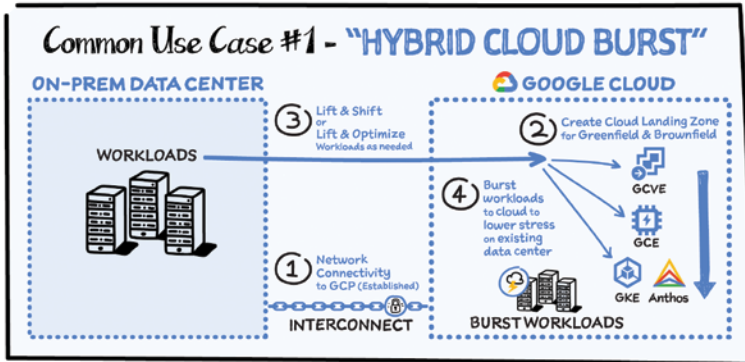 Common Use Case #1 - "HYBRID CLOUD BURST"
ON-PREM DATA CENTER
GOOGLE CLOUD
WORKLOADS
3
Lift & Shift
or
Lift & Optimize
Workloads as needed
2
Create Cloud Landing Zone
for Greenfield & Brownfield
GCVE
4
Burst
workloads
to cloud to
lower stress
on existing
data center
GCE
1
Network
Connectivity
to GCP (Established)
GKE
Anthos
INTERCONNECT
BURST WORKLOADS